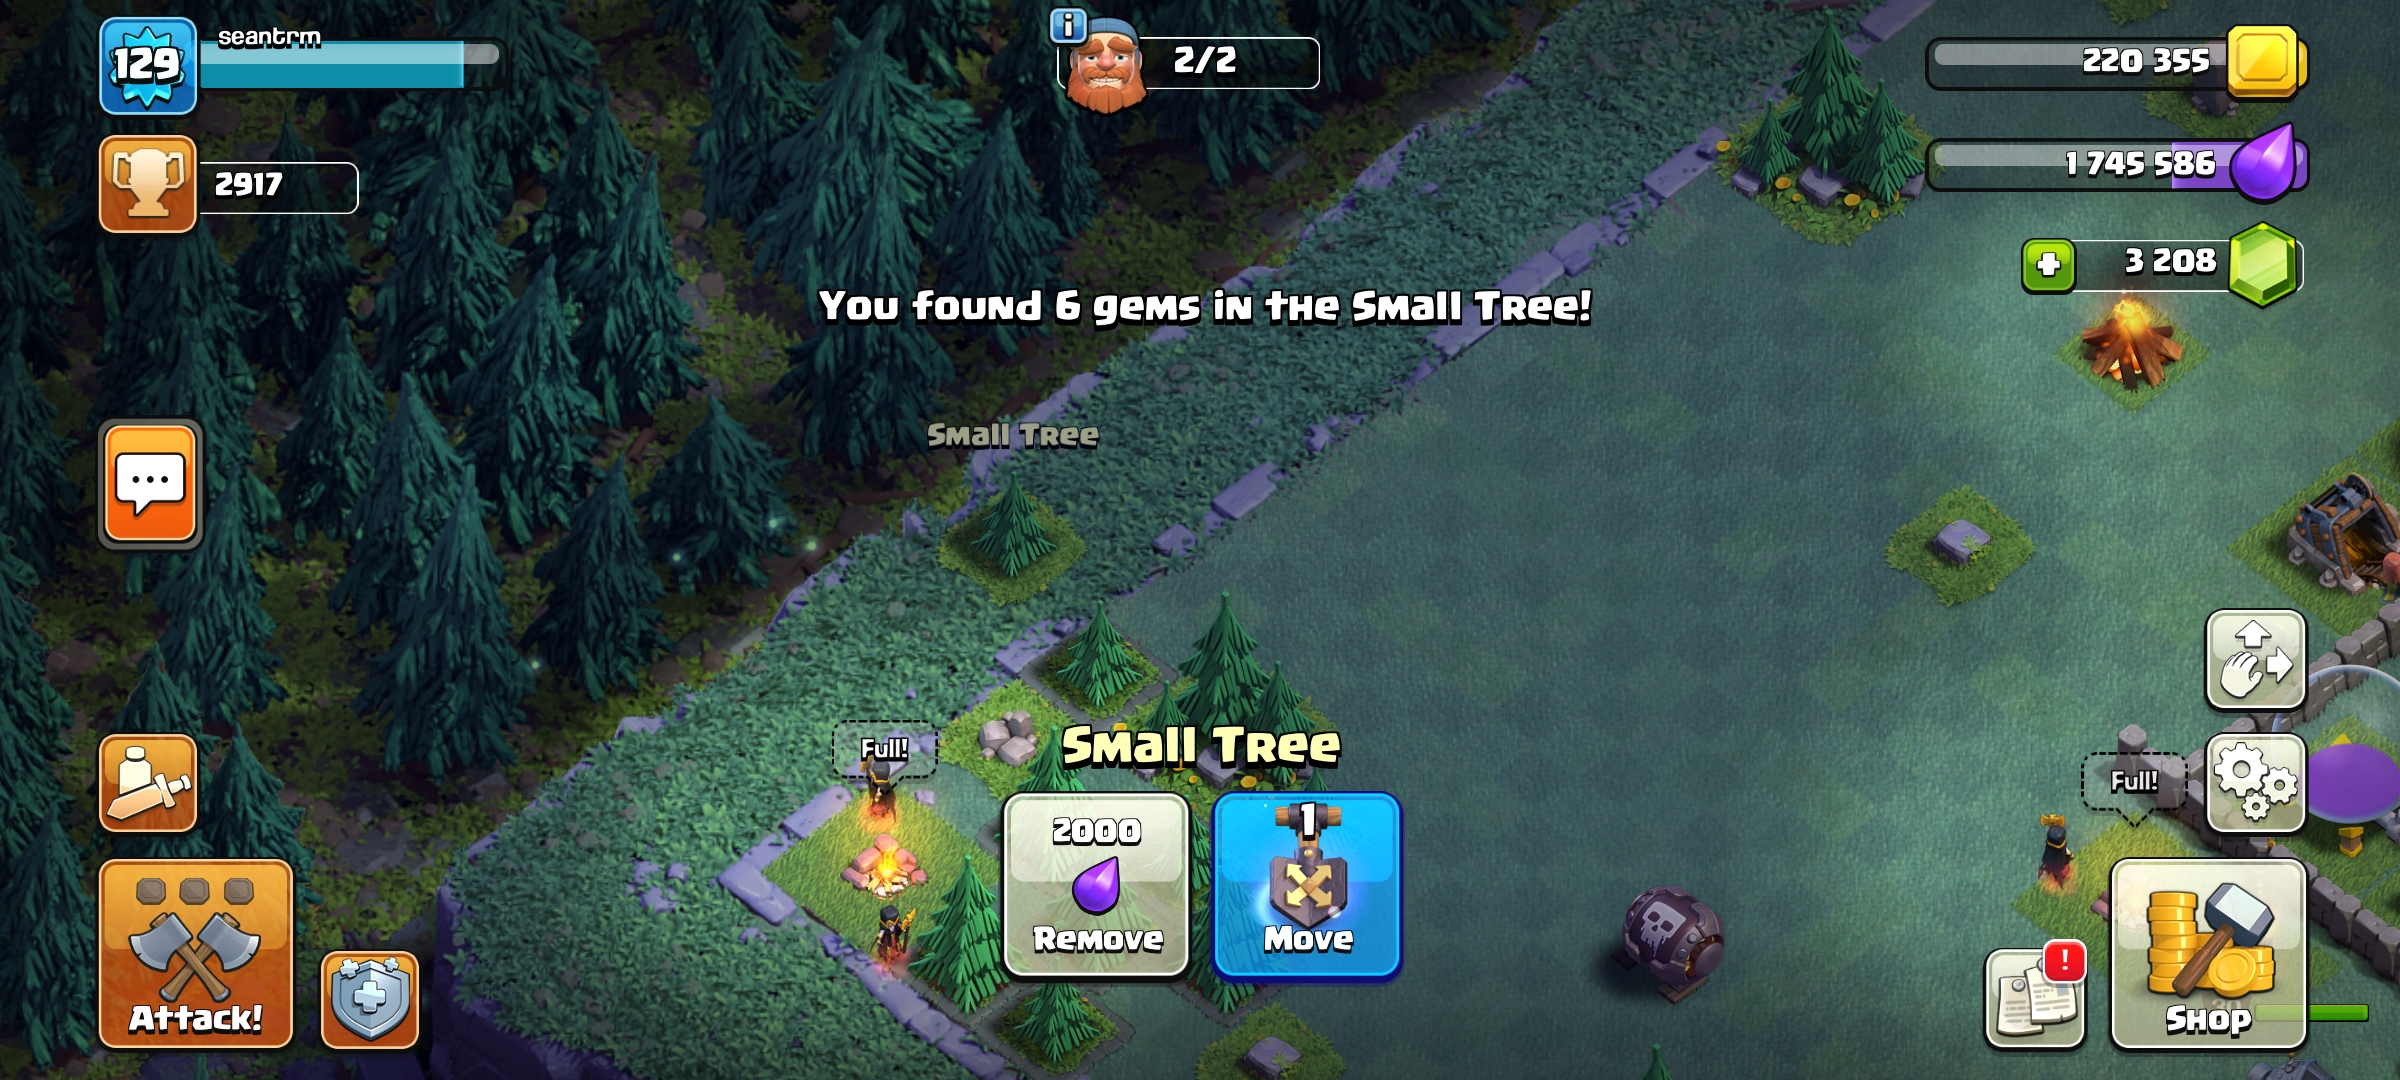 129
seantrm
2/2
220 355
2917
1 745 586
3 208
You found 6 gems in the Small Tree!
Small Tree
Full!
Small Tree
Full!
2000
1
Remove
Move
Attack!
!
Shop